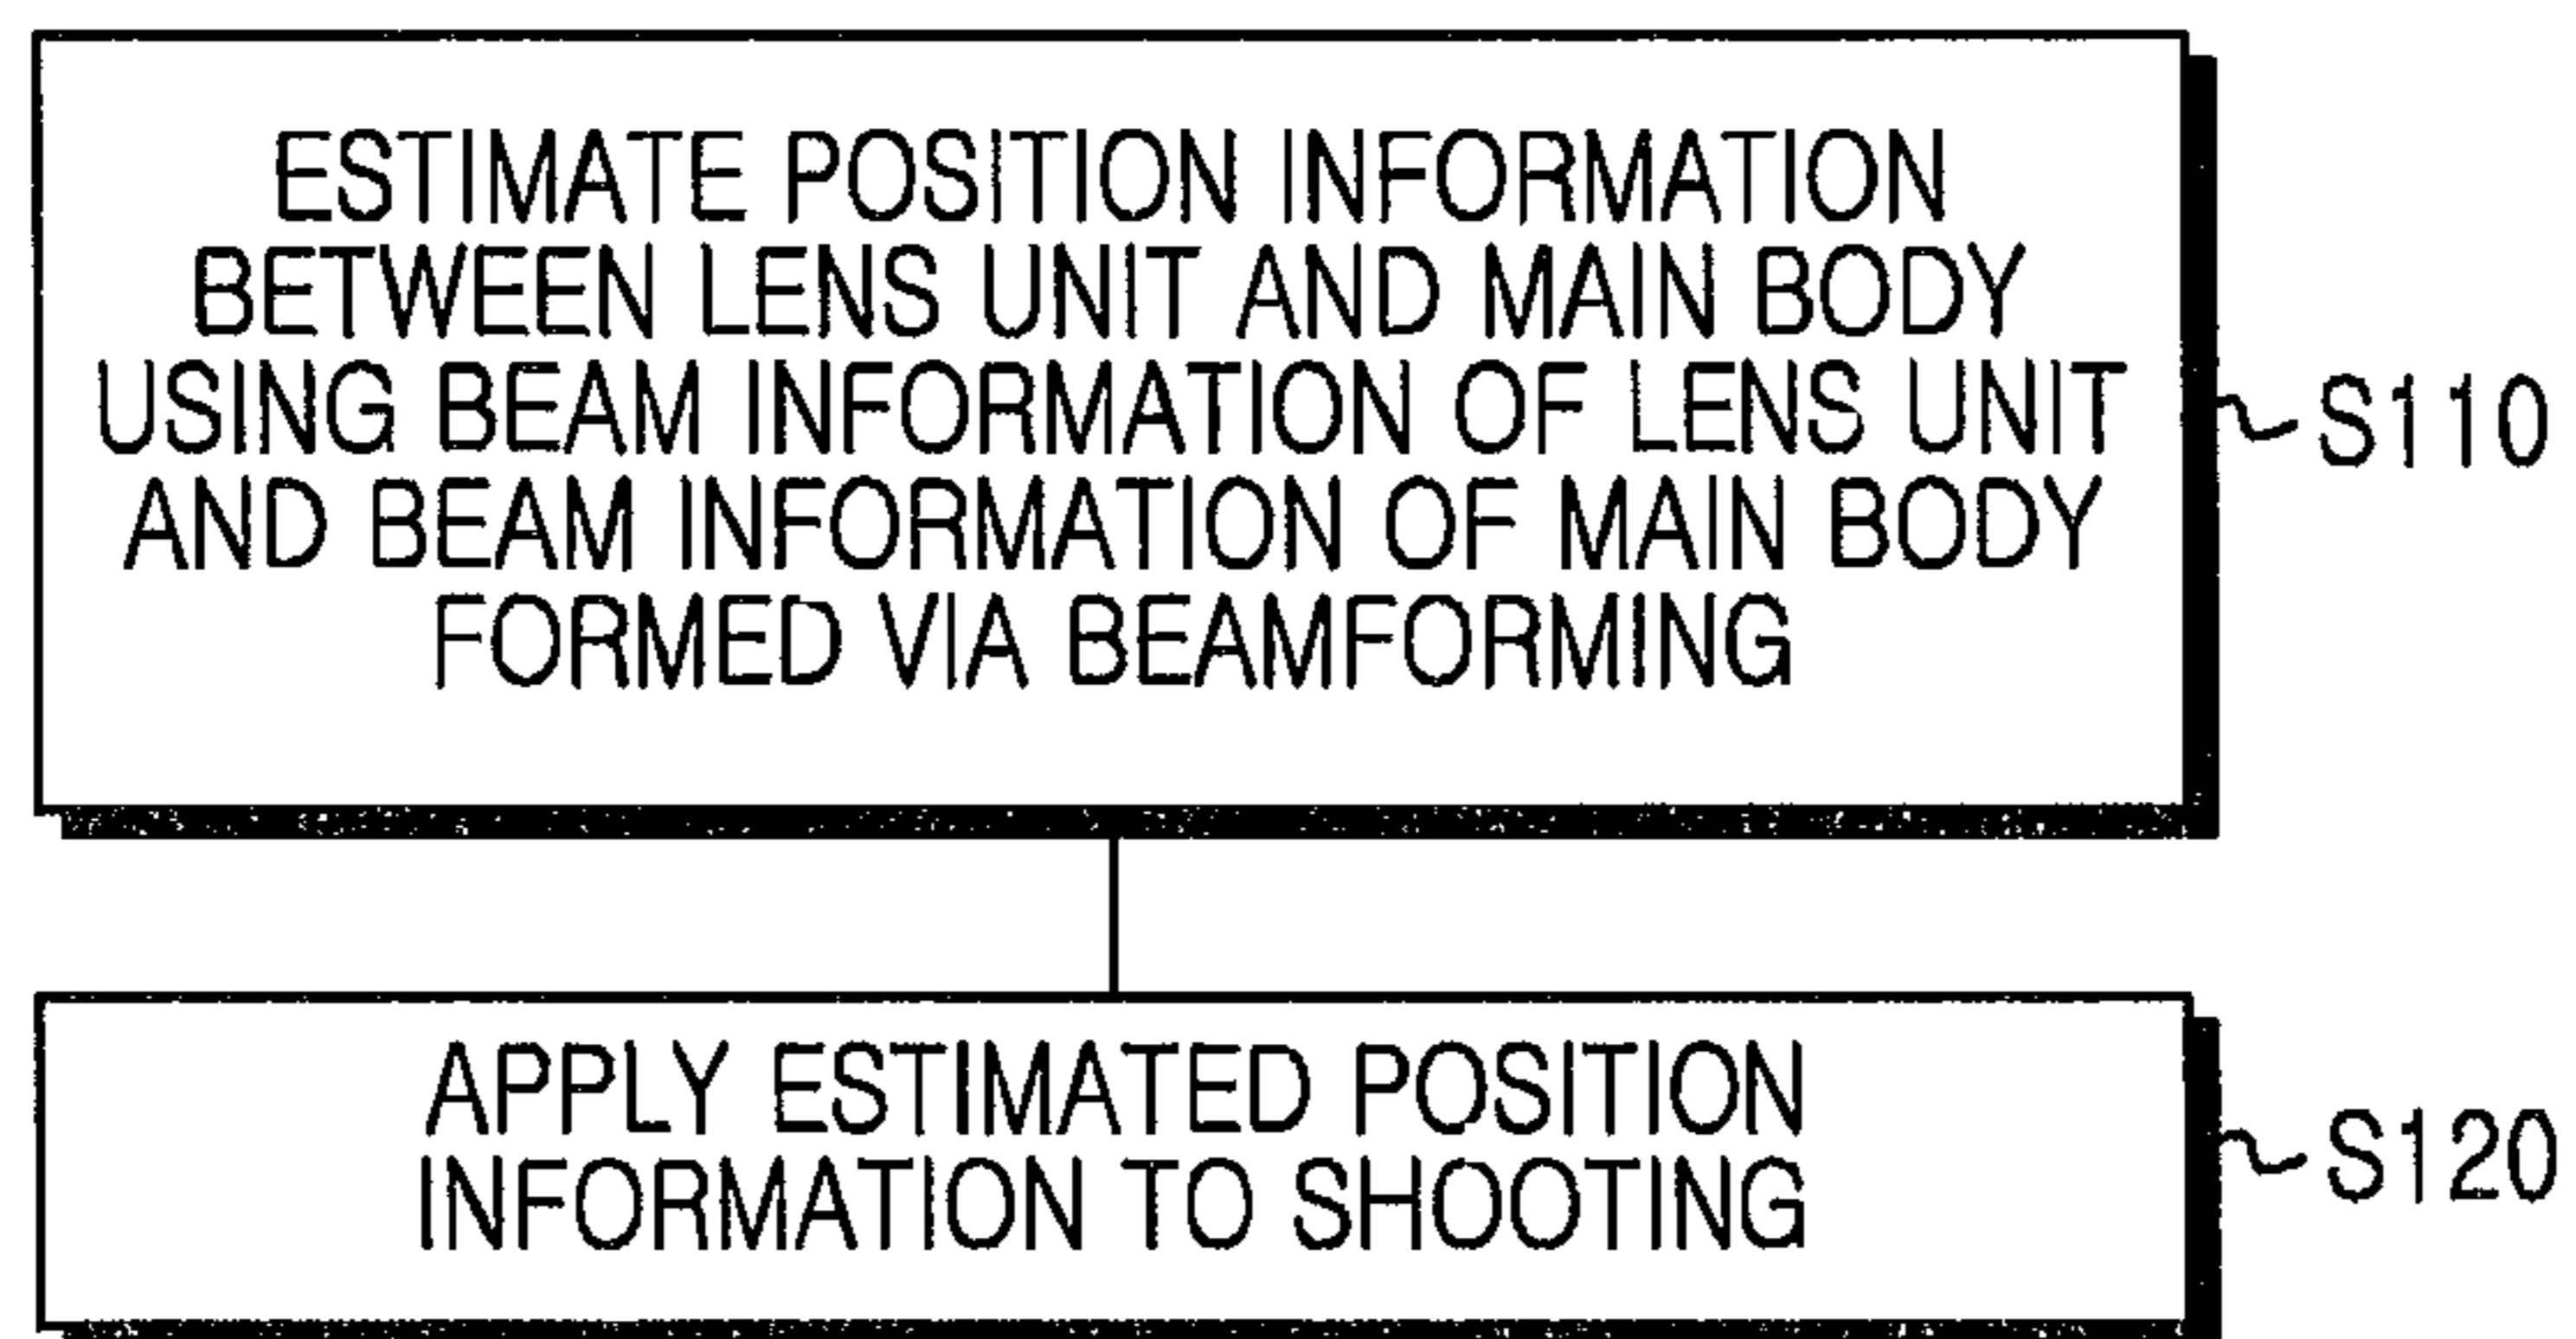 ESTIMATE POSITION INFORMATION
BETWEEN LENS UNIT AND MAIN BODY
USING BEAM INFORMATION OF LENS UNIT
AND BEAM INFORMATION OF MAIN BODY
FORMED VIA BEAMFORMING
S110
APPLY ESTIMATED POSITION
INFORMATION TO SHOOTING
S120